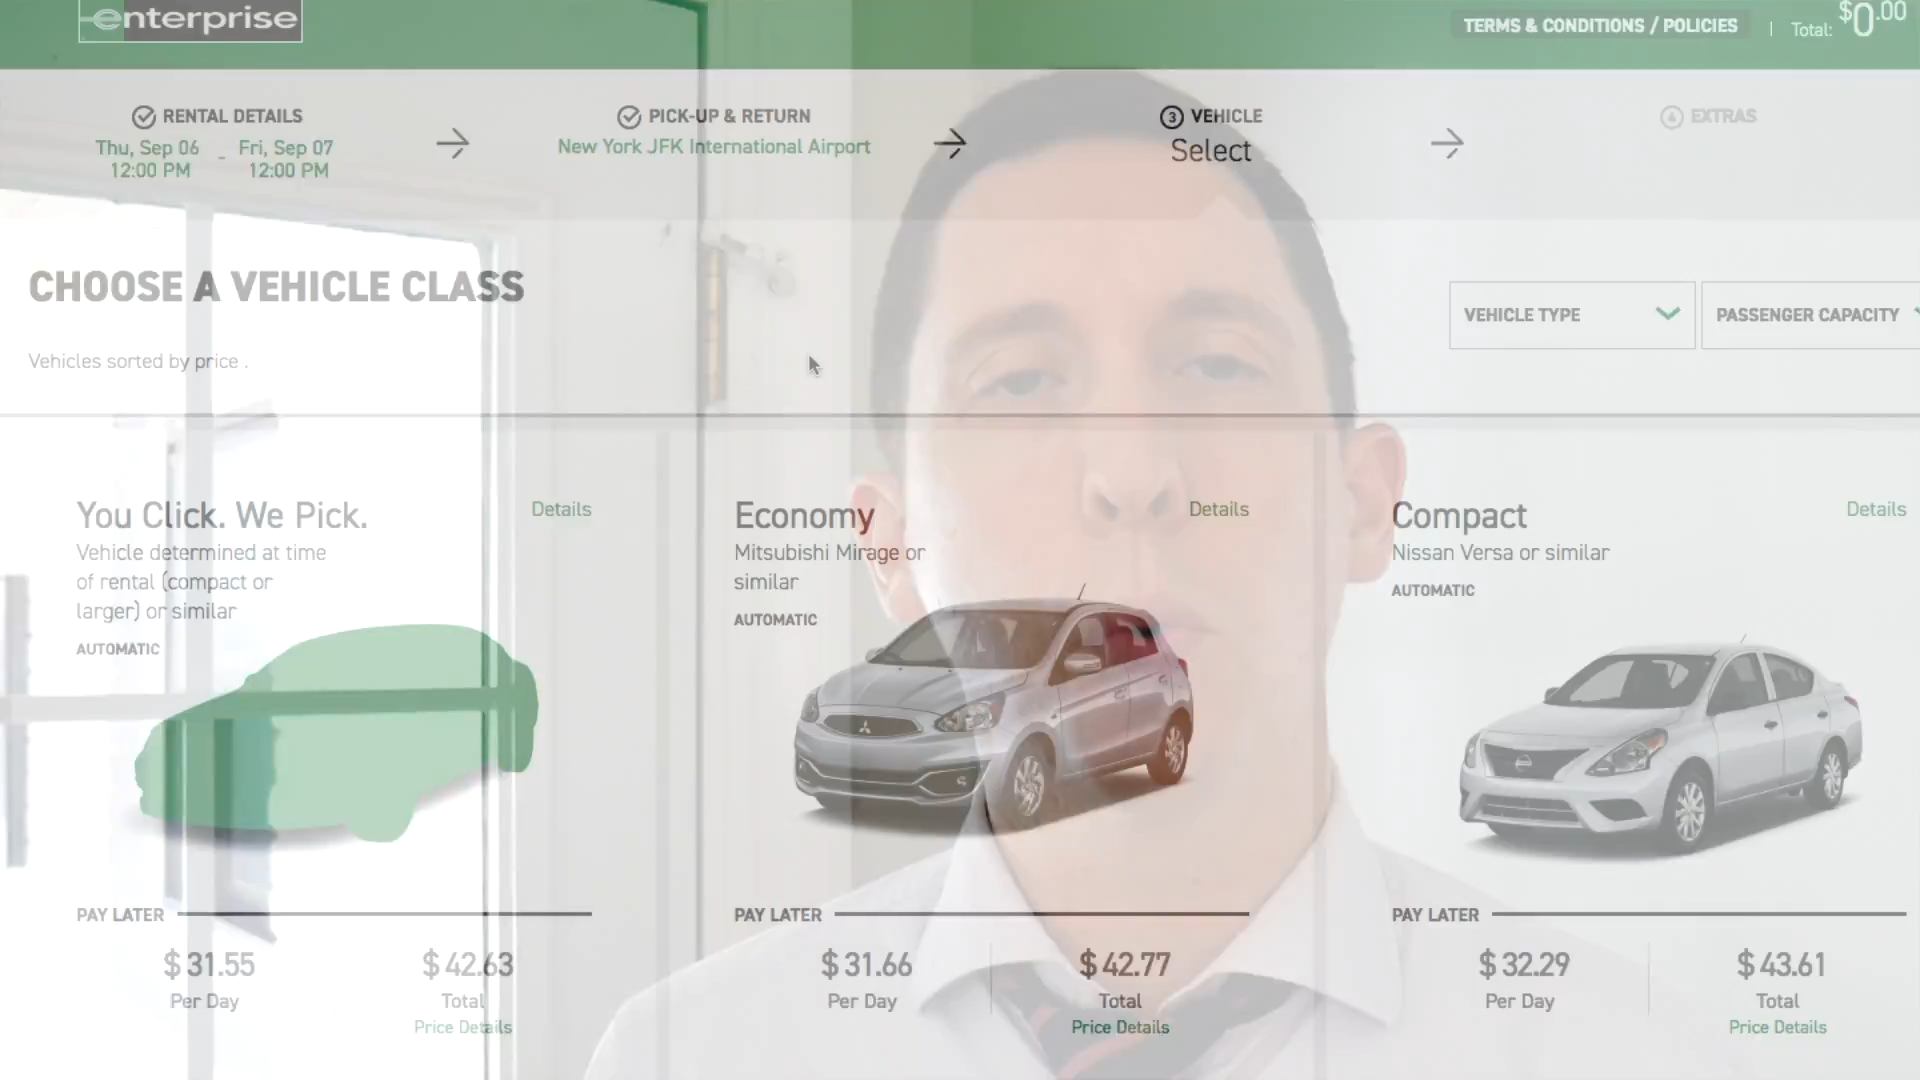 enterprise
TERMS & CONDITIONS / POLICIES | Total: $0.00
RENTAL DETAILS
Thu, Sep 06 - Fri, Sep 07
12:00 PM 12:00 PM
PICK-UP & RETURN
New York JFK International Airport
3 VEHICLE
Select
4 EXTRAS
CHOOSE A VEHICLE CLASS
VEHICLE TYPE
PASSENGER CAPACITY
Vehicles sorted by price .
You Click. We Pick.
Details
Vehicle determined at time
of rental (compact or
larger) or similar
AUTOMATIC
PAY LATER
$31.55
Per Day
$42.63
Total
Price Details
Economy
Details
Mitsubishi Mirage or
similar
AUTOMATIC
PAY LATER
$31.66
Per Day
$42.77
Total
Price Details
Compact
Details
Nissan Versa or similar
AUTOMATIC
PAY LATER
$32.29
Per Day
$43.61
Total
Price Details